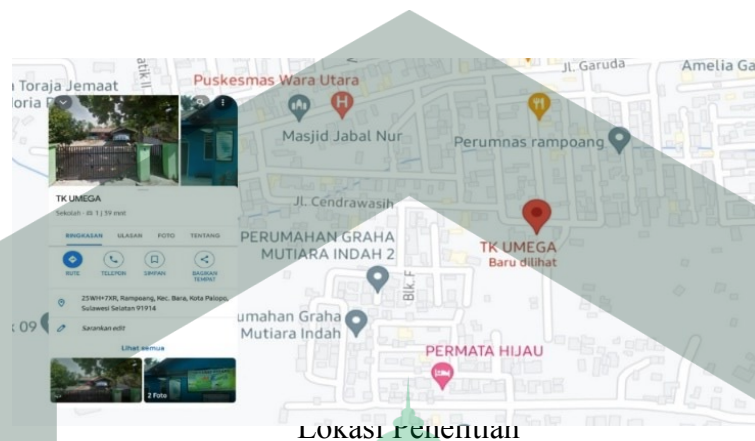 Jl. Garuda
Amelia Ga
Toraja Jemaat
Puskesmas Wara Utara
Masjid Jabal Nur
Perumnas rampoang
TK UMEGA
RINGKASAN ULASAN FOTO TENTANG
RUTE TELEPON SIMPAN BAGIKAN TEMPAT
Rampoang, Kec. Bara, Kota Palopo,
Sulawesi Selatan 91914
Sarankan edit
Lihat semua
2 Foto
Jl. Cendrawasih
PERUMAHAN GRAHA
MUTIARA INDAH 2
Blk. F
TK UMEGA
Baru dilihat
umahan Graha
Mutiara Indah
09
PERMATA HIJAU
Lokasi Penelitian